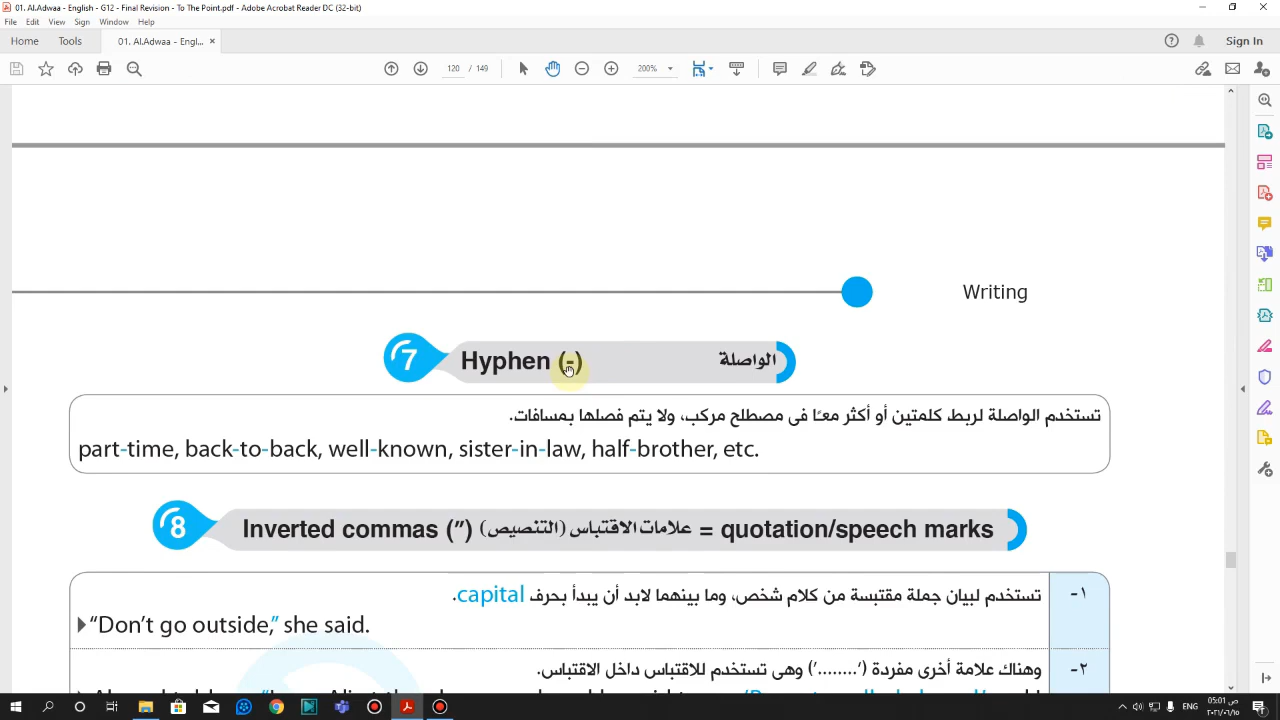 01. Al.Adwaa - English - G12 - Final Revision - To The Point.pdf - Adobe Acrobat Reader DC (32-bit)
File Edit View Sign Window Help
Home Tools 01. Al.Adwaa - Engl... × Sign In
120 / 149 200%
Writing
7 Hyphen (-) الواصلة
تستخدم الواصلة لربط كلمتين أو أكثر معًا فى مصطلح مركب، ولا يتم فصلها بمسافات.
part-time, back-to-back, well-known, sister-in-law, half-brother, etc.
8 Inverted commas (″) علامات الاقتباس (التنصيص) = quotation/speech marks
١- تستخدم لبيان جملة مقتبسة من كلام شخص، وما بينهما لابد أن يبدأ بحرف capital.
“Don’t go outside,” she said.
٢- وهناك علامة أخرى مفردة (‘........’) وهى تستخدم للاقتباس داخل الاقتباس.
ENG ص 05:01
٢٠٢١/٠٦/١٥